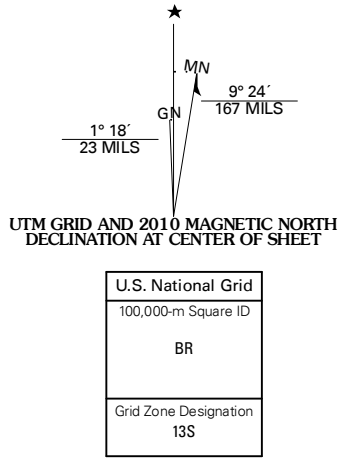 ★
MN
GN
9° 24´
167 MILS
1° 18´
23 MILS
UTM GRID AND 2010 MAGNETIC NORTH
DECLINATION AT CENTER OF SHEET
U.S. National Grid
100,000-m Square ID
BR
Grid Zone Designation
13S